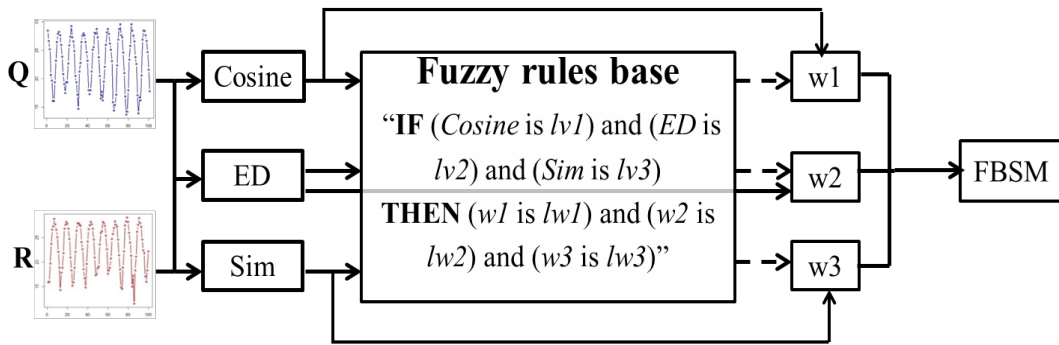 Q
R
Cosine
ED
Sim
Fuzzy rules base
“IF (Cosine is lv1) and (ED is
lv2) and (Sim is lv3)
THEN (w1 is lw1) and (w2 is
lw2) and (w3 is lw3)”
w1
w2
w3
FBSM